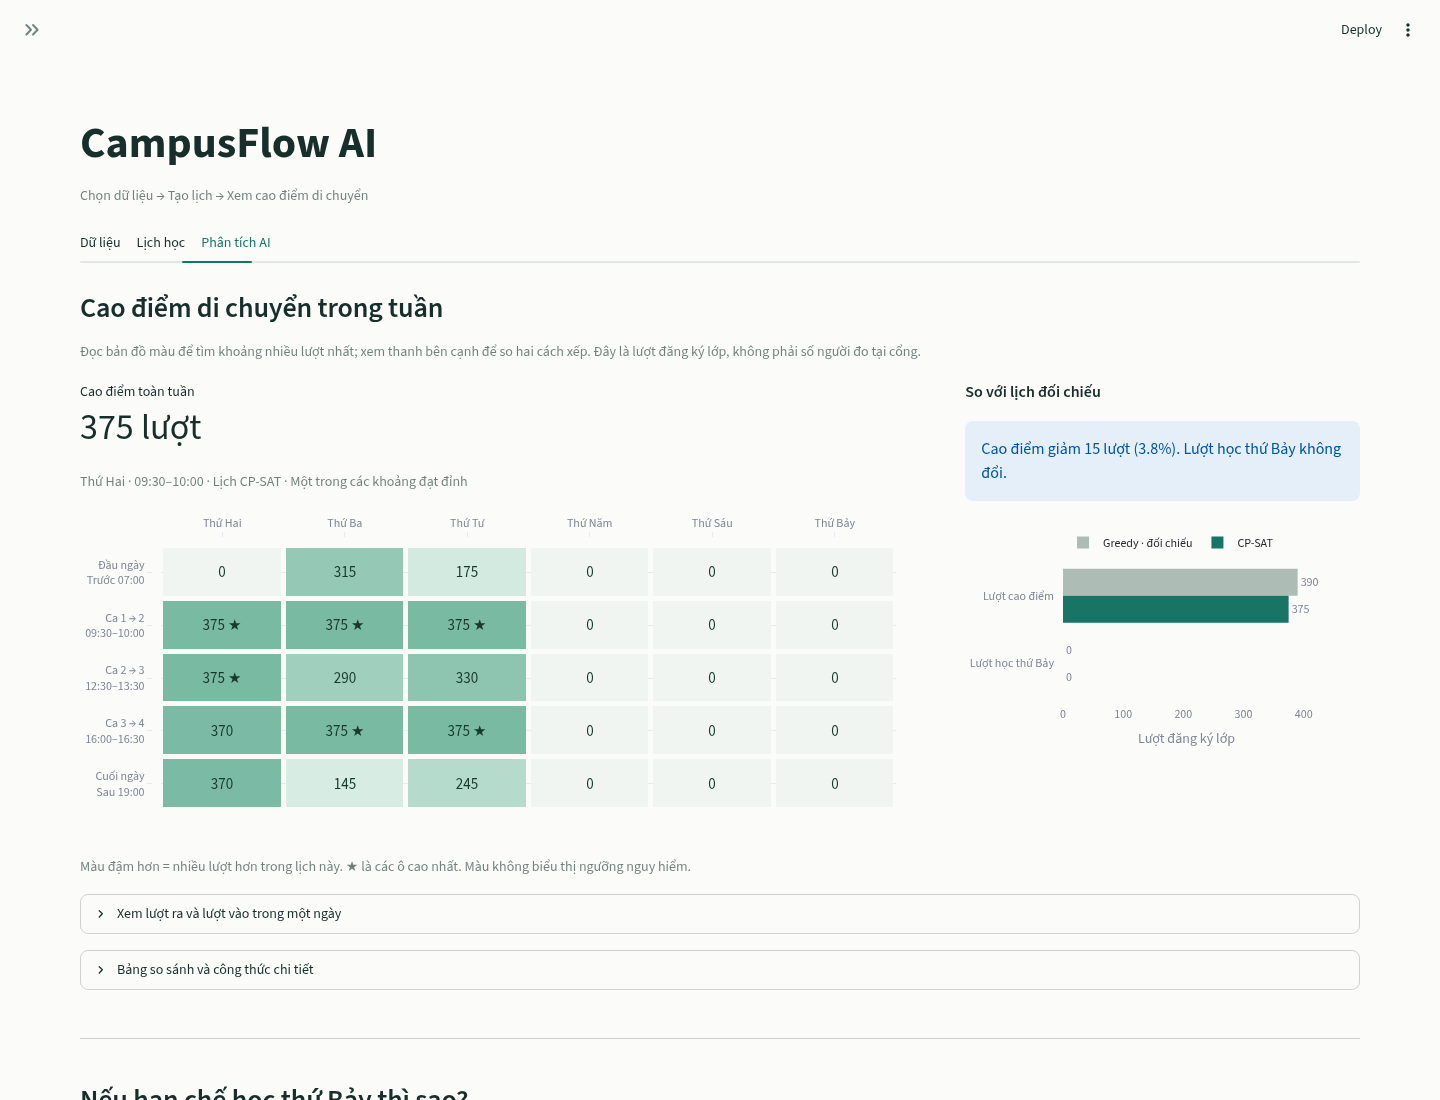 Deploy
CampusFlow AI
Chọn dữ liệu → Tạo lịch → Xem cao điểm di chuyển
Dữ liệu Lịch học Phân tích AI
Cao điểm di chuyển trong tuần
Đọc bản đồ màu để tìm khoảng nhiều lượt nhất; xem thanh bên cạnh để so hai cách xếp. Đây là lượt đăng ký lớp, không phải số người đo tại cổng.
Cao điểm toàn tuần
375 lượt
Thứ Hai · 09:30–10:00 · Lịch CP-SAT · Một trong các khoảng đạt đỉnh
Thứ Hai Thứ Ba Thứ Tư Thứ Năm Thứ Sáu Thứ Bảy
Đầu ngày
Trước 07:00
0 315 175 0 0 0
Ca 1 → 2
09:30–10:00
375 ★ 375 ★ 375 ★ 0 0 0
Ca 2 → 3
12:30–13:30
375 ★ 290 330 0 0 0
Ca 3 → 4
16:00–16:30
370 375 ★ 375 ★ 0 0 0
Cuối ngày
Sau 19:00
370 145 245 0 0 0
Màu đậm hơn = nhiều lượt hơn trong lịch này. ★ là các ô cao nhất. Màu không biểu thị ngưỡng nguy hiểm.
So với lịch đối chiếu
Cao điểm giảm 15 lượt (3.8%). Lượt học thứ Bảy không
đổi.
Greedy · đối chiếu CP-SAT
Lượt cao điểm
390
375
Lượt học thứ Bảy
0
0
0 100 200 300 400
Lượt đăng ký lớp
Xem lượt ra và lượt vào trong một ngày
Bảng so sánh và công thức chi tiết
Nếu hạn chế học thứ Bảy thì sao?